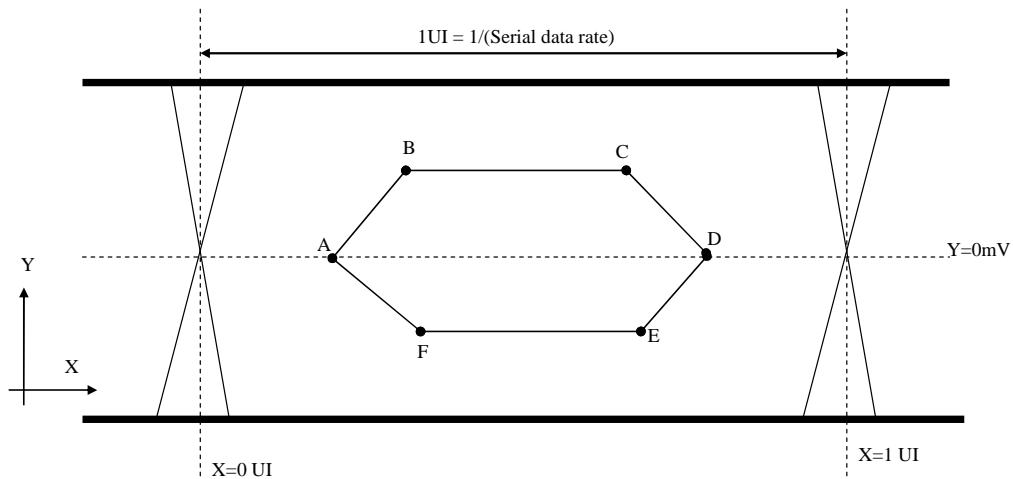 1UI = 1/(Serial data rate)
B
C
A
D
Y=0mV
Y
F
E
X
X=0 UI
X=1 UI